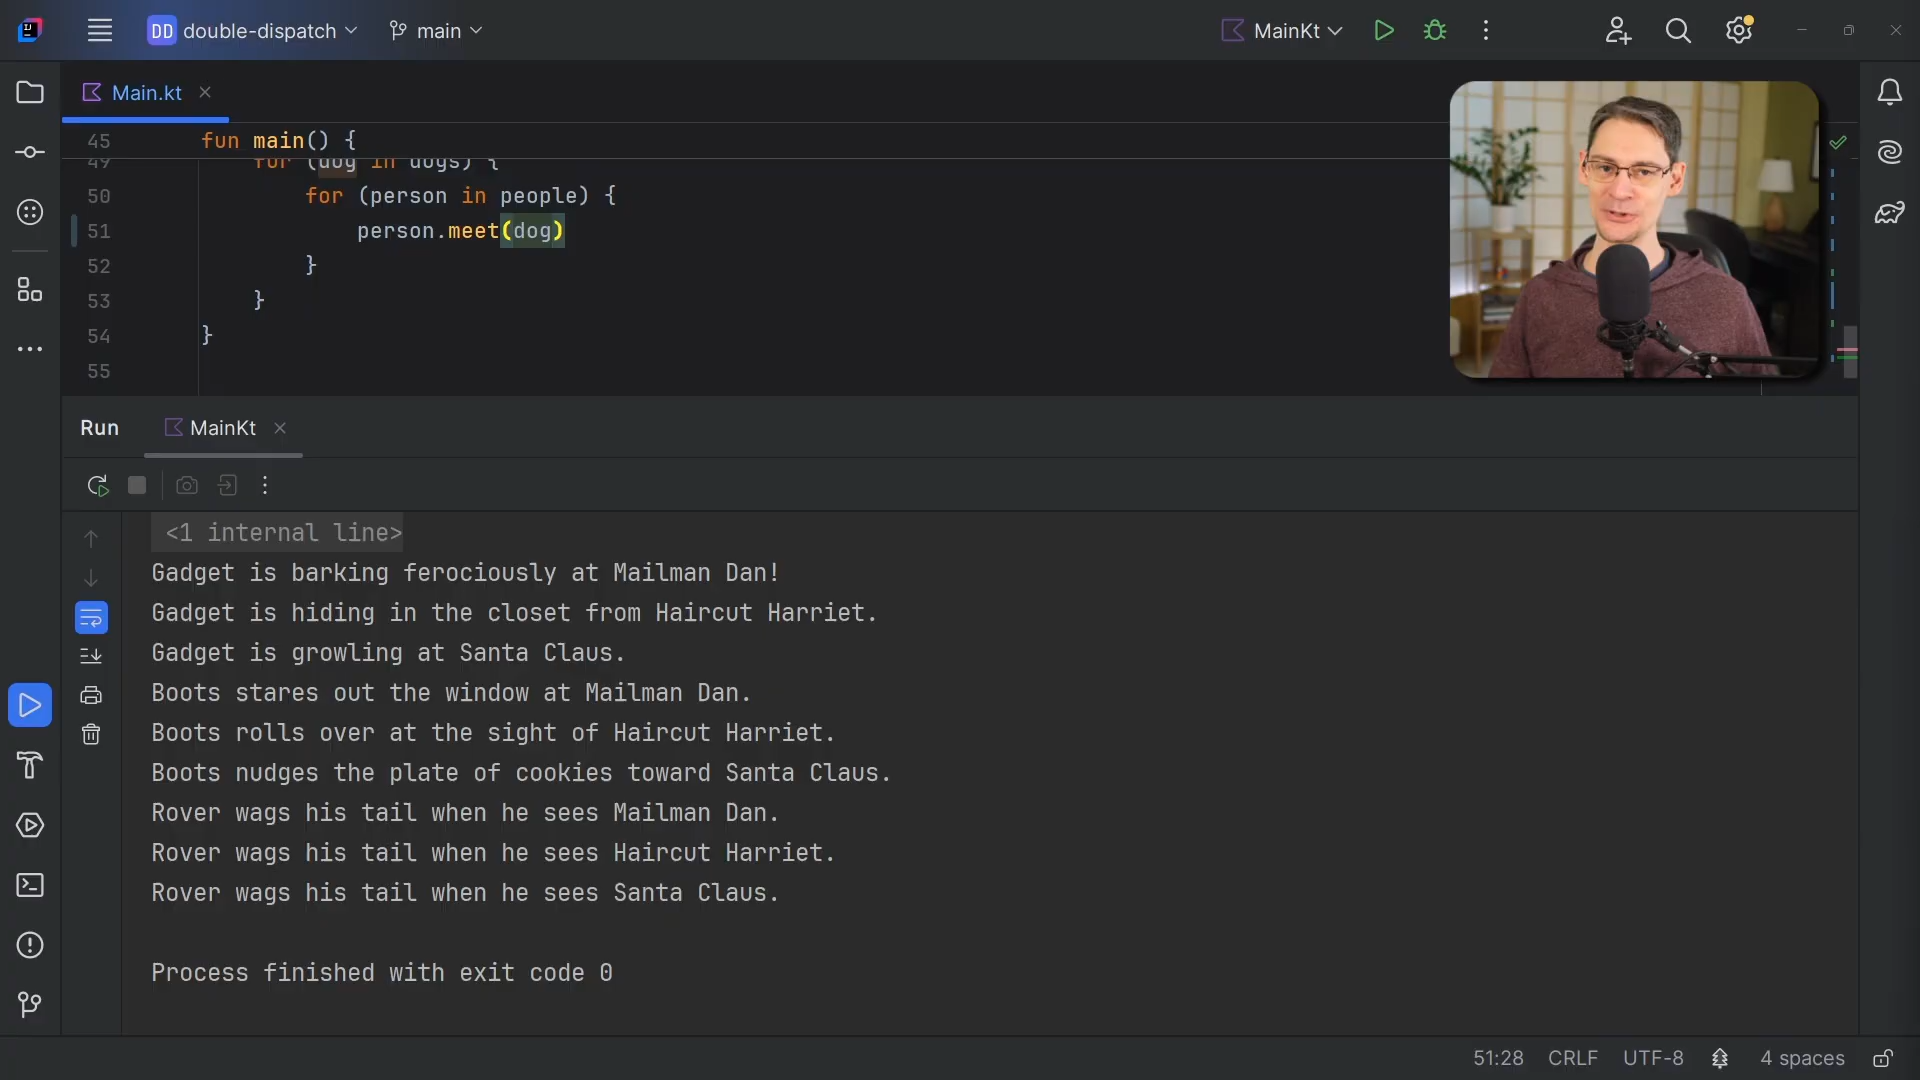 DD double-dispatch main MainKt
Main.kt
45 fun main() {
49 for (dog in dogs) {
50 for (person in people) {
51 person.meet(dog)
52 }
53 }
54 }
55
Run MainKt
<1 internal line>
Gadget is barking ferociously at Mailman Dan!
Gadget is hiding in the closet from Haircut Harriet.
Gadget is growling at Santa Claus.
Boots stares out the window at Mailman Dan.
Boots rolls over at the sight of Haircut Harriet.
Boots nudges the plate of cookies toward Santa Claus.
Rover wags his tail when he sees Mailman Dan.
Rover wags his tail when he sees Haircut Harriet.
Rover wags his tail when he sees Santa Claus.
Process finished with exit code 0
51:28 CRLF UTF-8 4 spaces